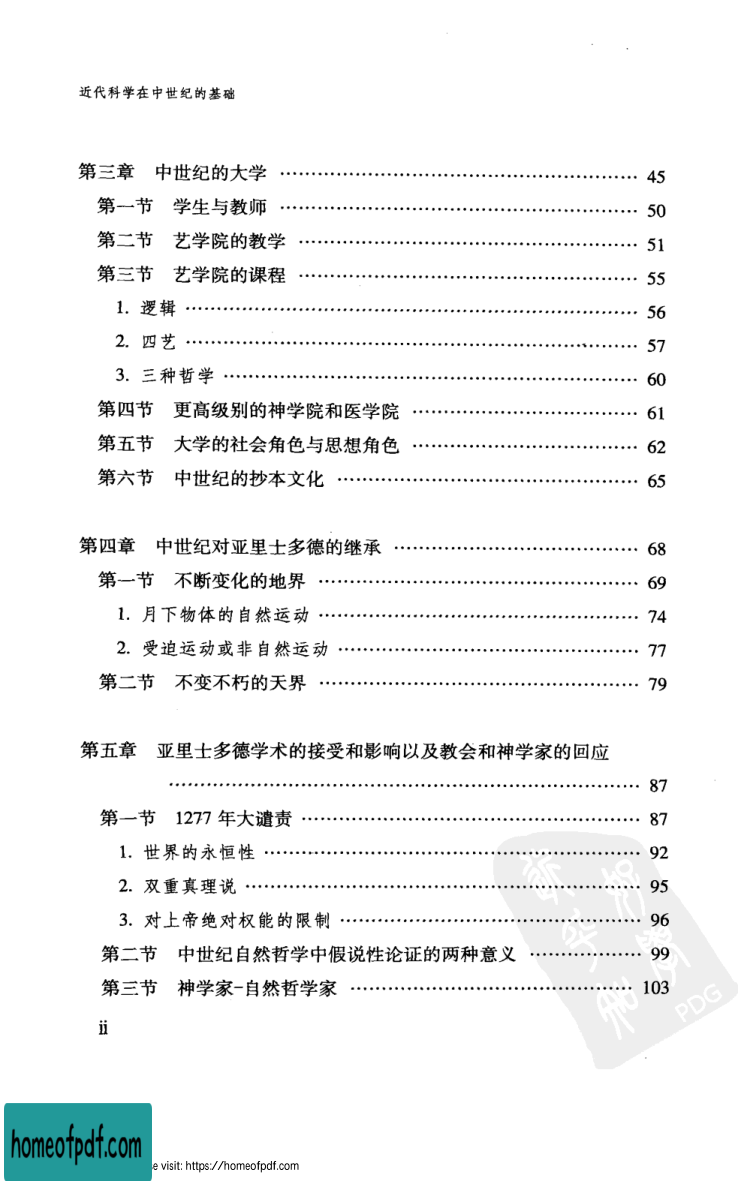 近代科学在中世纪的基础
第三章 中世纪的大学 …… 45
第一节 学生与教师 …… 50
第二节 艺学院的教学 …… 51
第三节 艺学院的课程 …… 55
1. 逻辑 …… 56
2. 四艺 …… 57
3. 三种哲学 …… 60
第四节 更高级别的神学院和医学院 …… 61
第五节 大学的社会角色与思想角色 …… 62
第六节 中世纪的抄本文化 …… 65
第四章 中世纪对亚里士多德的继承 …… 68
第一节 不断变化的地界 …… 69
1. 月下物体的自然运动 …… 74
2. 受迫运动或非自然运动 …… 77
第二节 不变不朽的天界 …… 79
第五章 亚里士多德学术的接受和影响以及教会和神学家的回应
…… 87
第一节 1277 年大谴责 …… 87
1. 世界的永恒性 …… 92
2. 双重真理说 …… 95
3. 对上帝绝对权能的限制 …… 96
第二节 中世纪自然哲学中假说性论证的两种意义 …… 99
第三节 神学家-自然哲学家 …… 103
PDG
ii
homeofpdf.com
e visit: https://homeofpdf.com